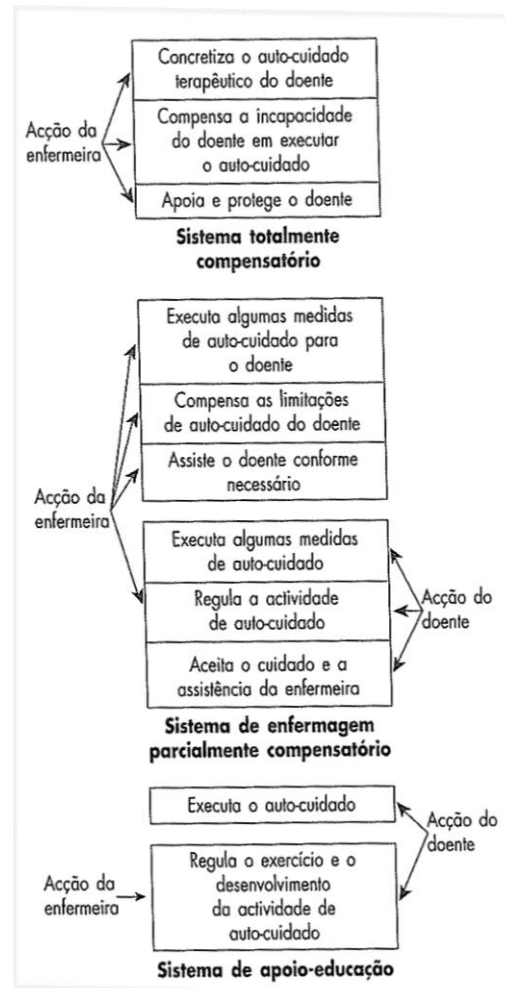 Concretiza o auto-cuidado
terapêutico do doente
Acção da
enfermeira
Compensa a incapacidade
do doente em executar
o auto-cuidado
Apoia e protege o doente
Sistema totalmente
compensatório
Executa algumas medidas
de auto-cuidado para
o doente
Compensa as limitações
de auto-cuidado do doente
Assiste o doente conforme
necessário
Acção da
enfermeira
Executa algumas medidas
de auto-cuidado
Regula a actividade
de auto-cuidado
Acção do
doente
Aceita o cuidado e a
assistência da enfermeira
Sistema de enfermagem
parcialmente compensatório
Executa o auto-cuidado
Acção do
doente
Acção da
enfermeira
Regula o exercício e o
desenvolvimento
da actividade de
auto-cuidado
Sistema de apoio-educação